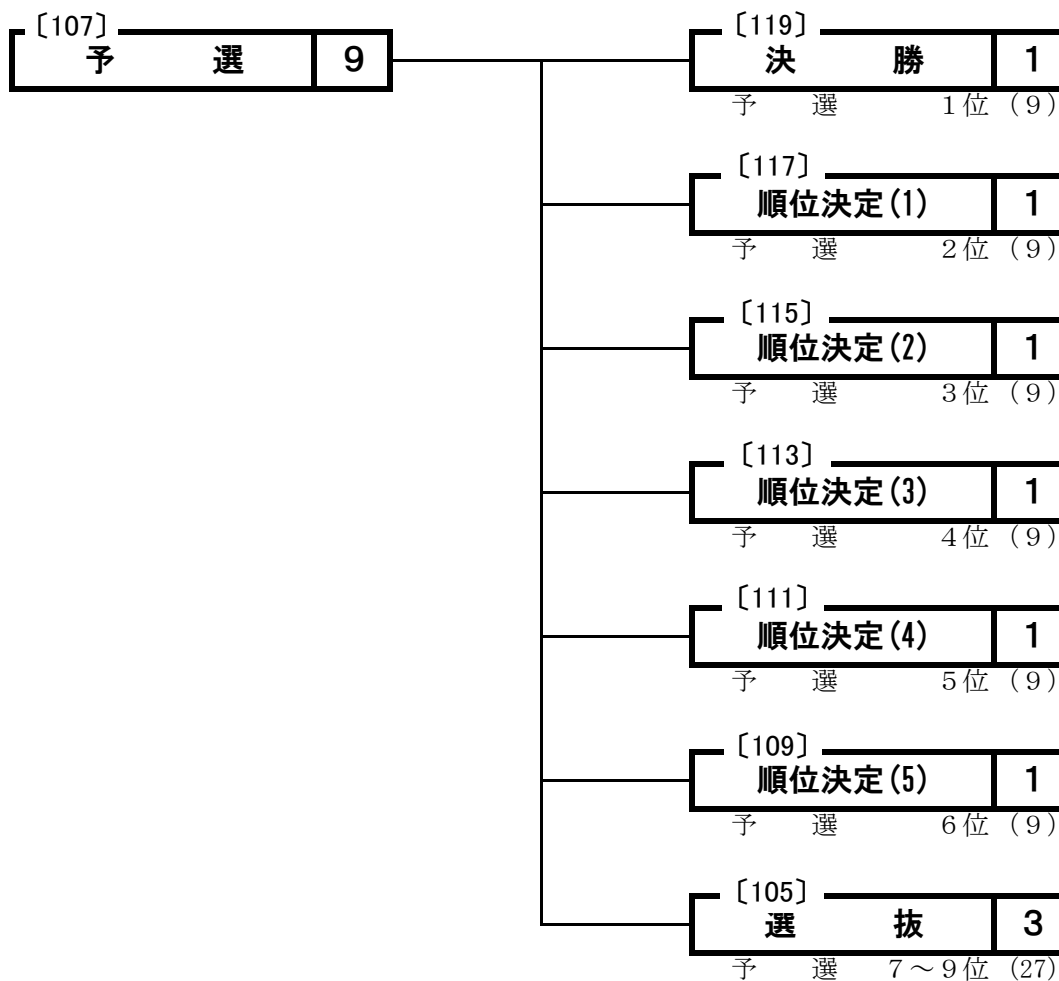 〔107〕
予　選 9
〔119〕
決　勝 1
予　選　1位 (9)
〔117〕
順位決定(1) 1
予　選　2位 (9)
〔115〕
順位決定(2) 1
予　選　3位 (9)
〔113〕
順位決定(3) 1
予　選　4位 (9)
〔111〕
順位決定(4) 1
予　選　5位 (9)
〔109〕
順位決定(5) 1
予　選　6位 (9)
〔105〕
選　抜 3
予　選　7～9位 (27)